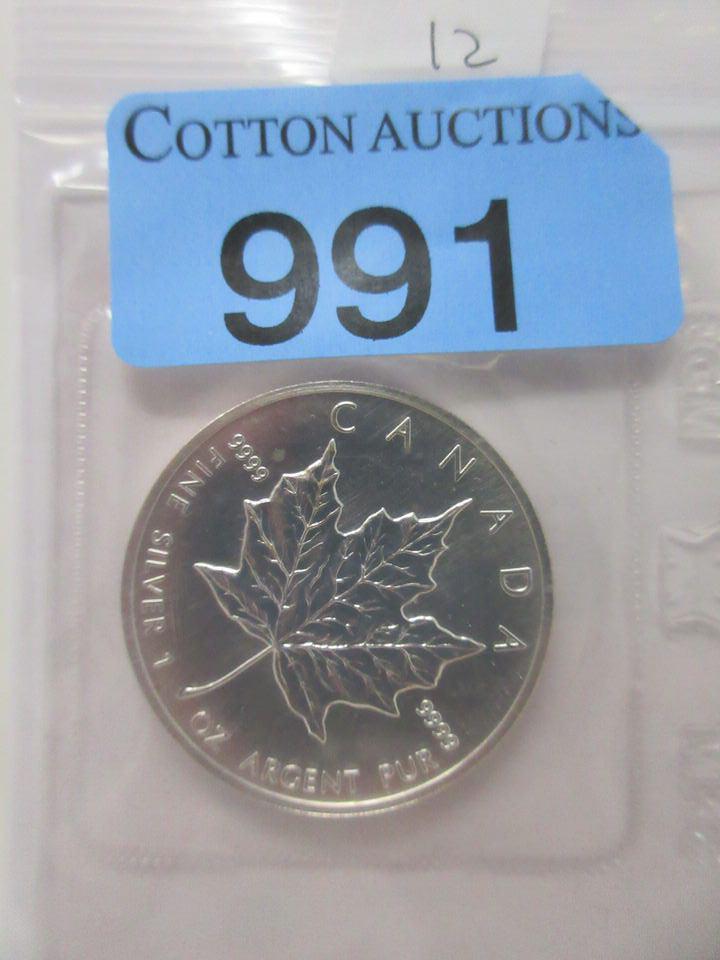 12
COTTON AUCTIONS
991
CANADA
9999
FINE SILVER 1 OZ ARGENT PUR
9999